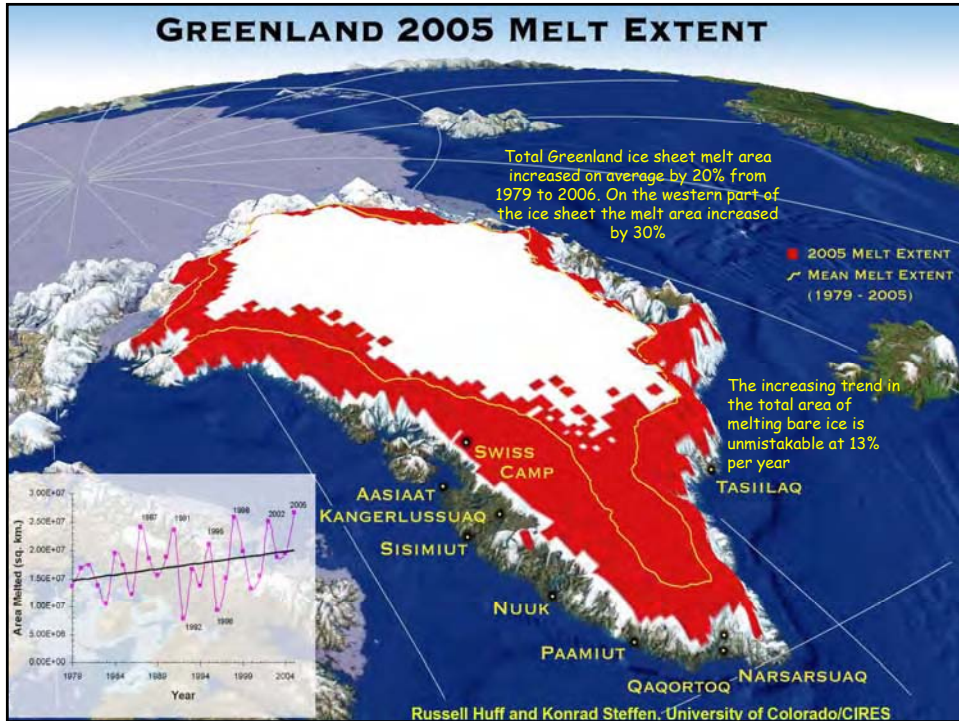 GREENLAND 2005 MELT EXTENT
Total Greenland ice sheet melt area
increased on average by 20% from
1979 to 2006. On the western part of
the ice sheet the melt area increased
by 30%
2005 MELT EXTENT
MEAN MELT EXTENT
(1979 - 2005)
The increasing trend in
the total area of
melting bare ice is
unmistakable at 13%
per year
TASIILAQ
SWISS
CAMP
AASIAAT
KANGERLUSSUAQ
SISIMIUT
NUUK
PAAMIUT
NARSARSUAQ
QAQORTOQ
Area Melted (sq. km.)
3.00E+07
2.50E+07
2.00E+07
1.50E+07
1.00E+07
5.00E+06
0.00E+00
1987
1991
1995
1998
2002
2005
1992
1996
1979
1984
1989
1994
1999
2004
Year
Russell Huff and Konrad Steffen, University of Colorado/CIRES